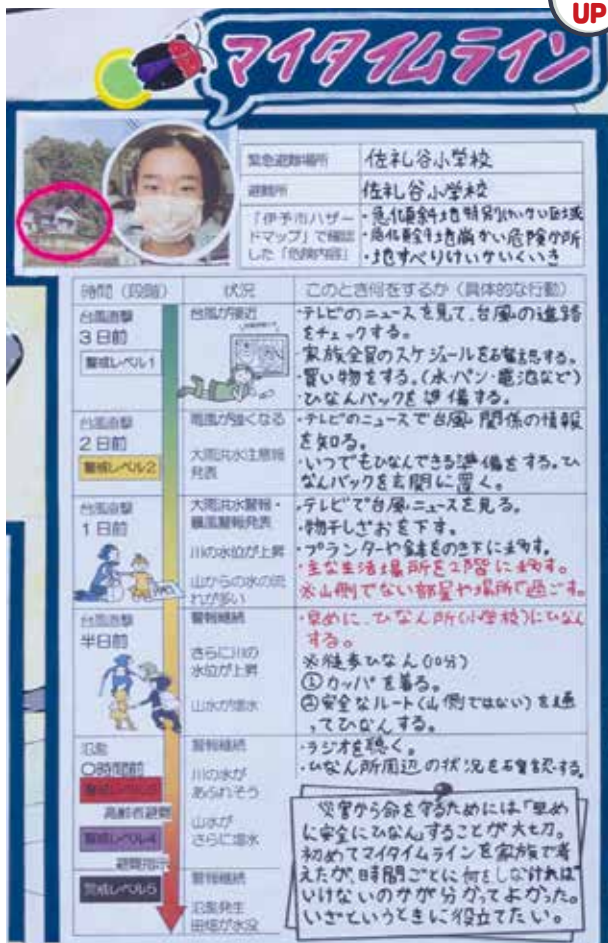 UP
マイタイムライン
緊急避難場所 佐礼谷小学校
避難所 佐礼谷小学校
「伊予市ハザードマップ」で確認した「危険内容」
・急傾斜土地特別けいかい区域
・急傾斜土地崩かい危険か所
・地すべりけいかいくいき
時間（段階） 状況 このとき何をするか（具体的な行動）
台風直撃
3日前
警戒レベル1
台風が接近
・テレビのニュースを見て、台風の進路
をチェックする。
・家族全員のスケジュールを確認する。
・買い物をする。（水・パン・電池など）
・ひなんバックを準備する。
台風直撃
2日前
警戒レベル2
雨風が強くなる
大雨洪水注意報
発表
・テレビのニュースで台風関係の情報
を知る。
・いつでもひなんできる準備をする。ひ
なんバックを玄関に置く。
台風直撃
1日前
大雨洪水警報・
暴風警報発表
川の水位が上昇
山からの水の流
れが多い
・テレビで台風ニュースを見る。
・物干しざおを下す。
・プランターや鉢をのき下に移す。
・主な生活場所を2階に移す。
※山側でない部屋や場所で過ごす。
台風直撃
半日前
警報継続
さらに川の
水位が上昇
山水が増水
・早めに、ひなん所（小学校）にひなん
する。
※徒歩ひなん（10分）
①カッパを着る。
②安全なルート（山側ではない）を通
ってひなんする。
氾濫
〇時間前
警戒レベル3
高齢者避難
警戒レベル4
避難指示
警戒レベル5
警報継続
川の水が
あふれそう
山水が
さらに増水
警報継続
氾濫発生
田畑が水没
・ラジオを聴く。
・ひなん所周辺の状況を確認する。
災害から命を守るためには「早め
に安全にひなん」することが大切。
初めてマイタイムラインを家族で考
えたが、時間ごとに何をしなければ
いけないのかが分かってよかった。
いざというときに役立てたい。